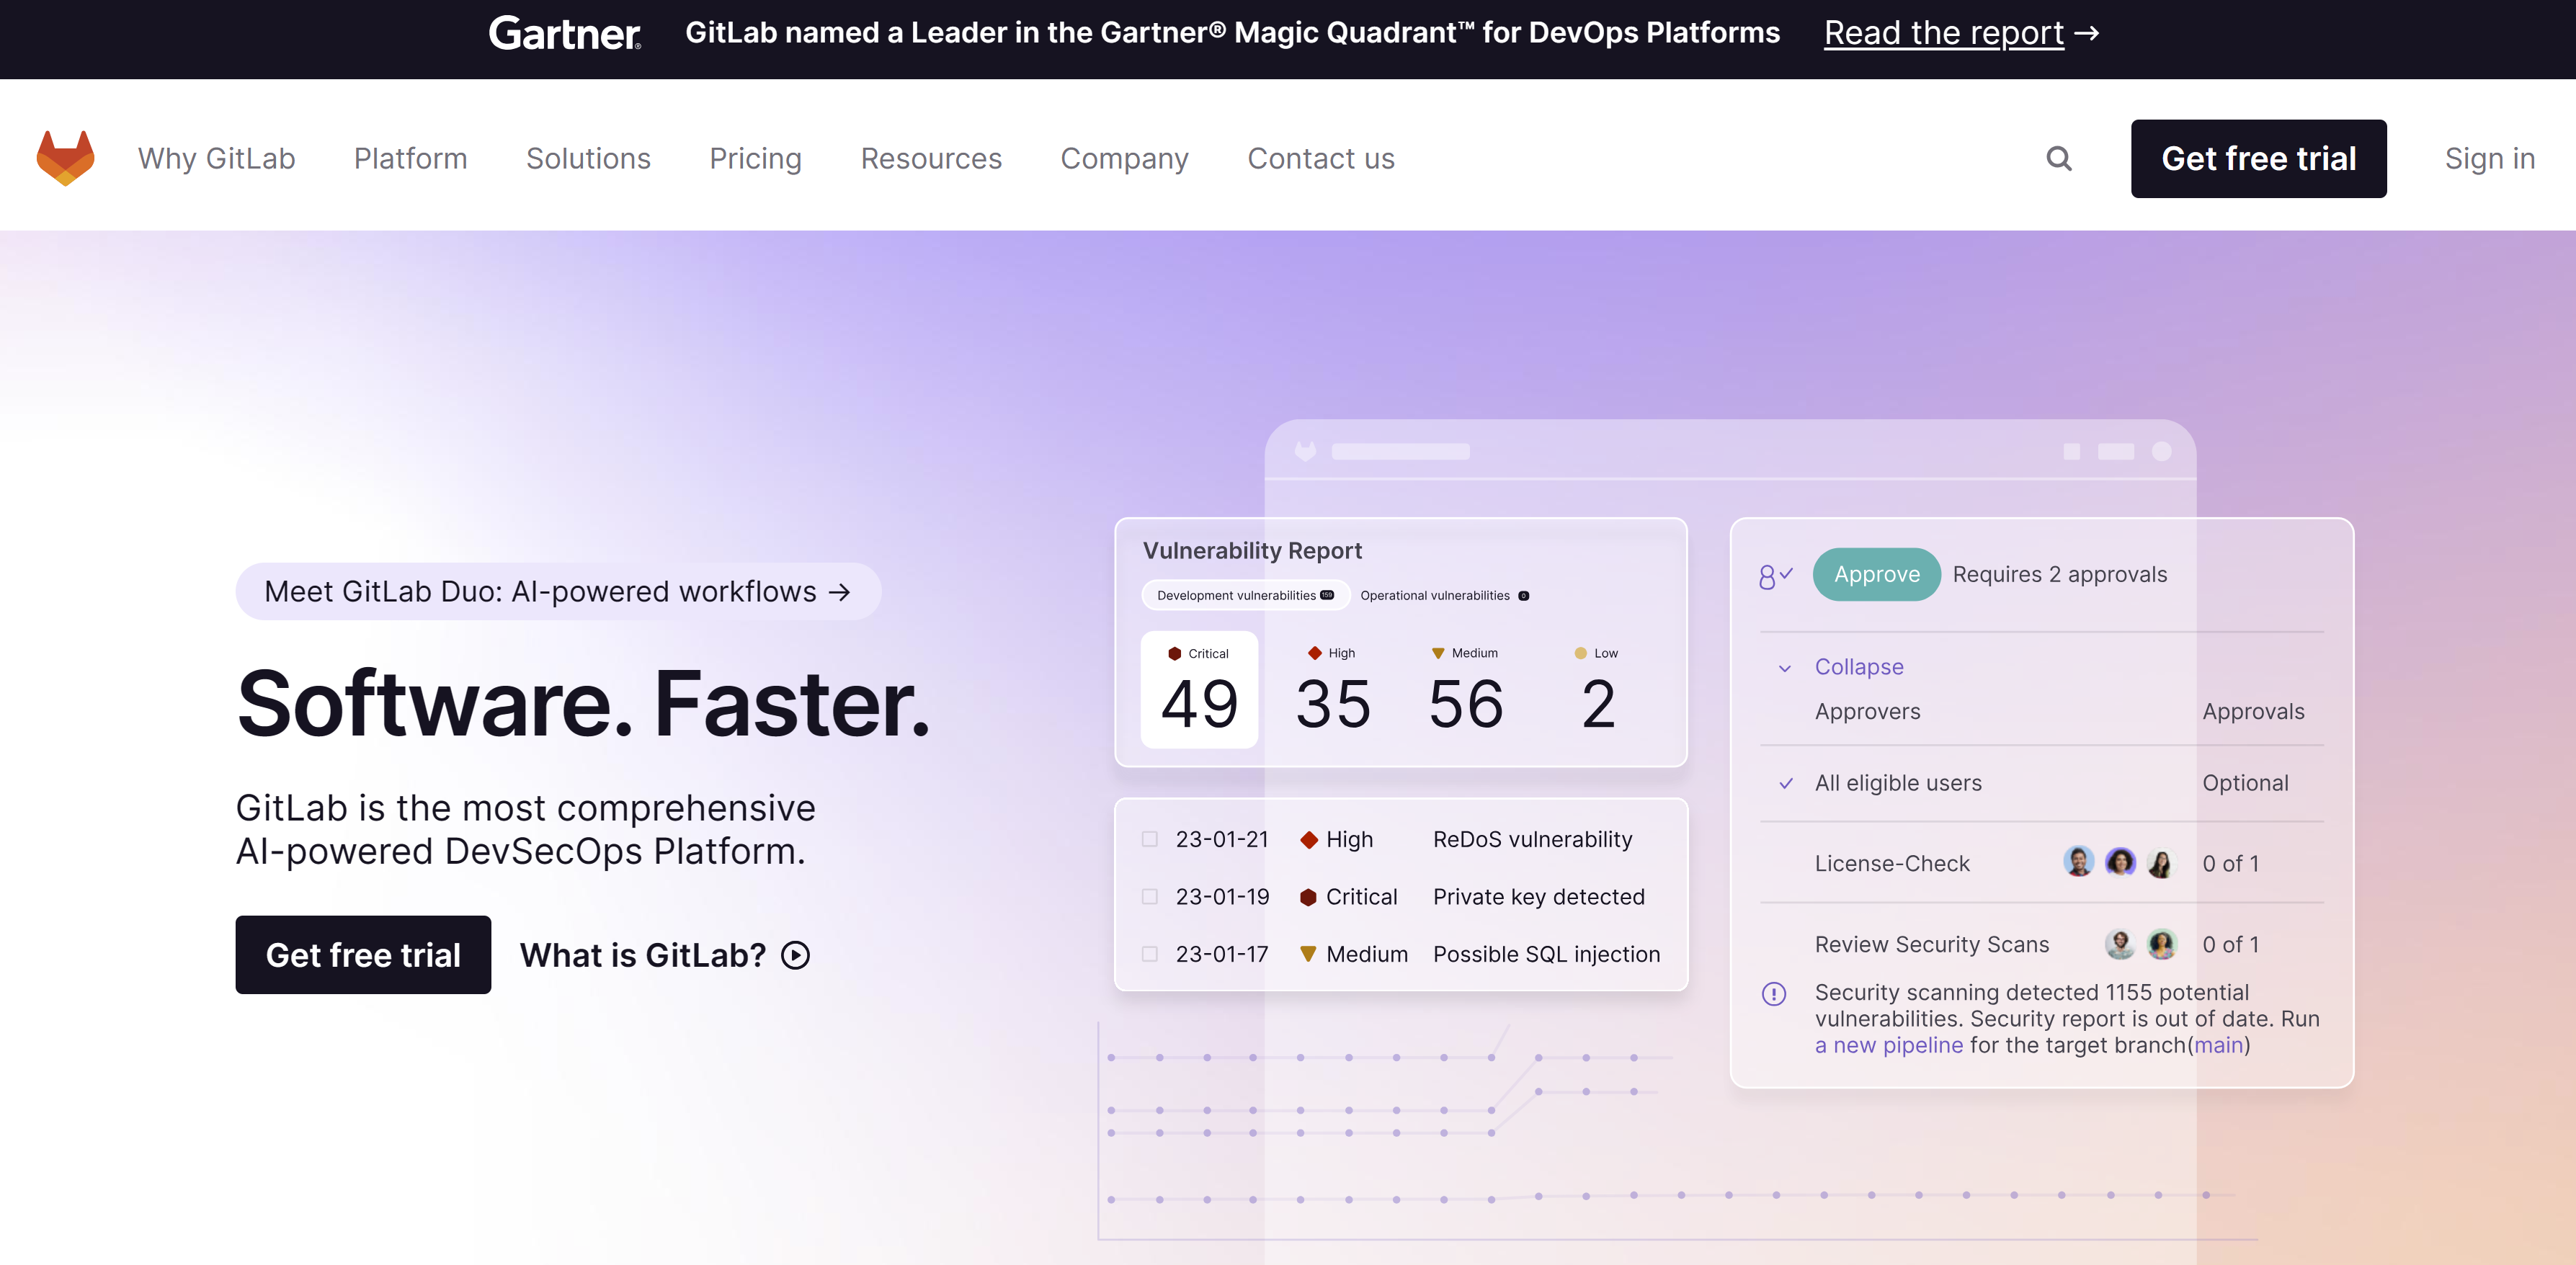 Gartner® GitLab named a Leader in the Gartner® Magic Quadrant™ for DevOps Platforms Read the report →
Why GitLab Platform Solutions Pricing Resources Company Contact us Get free trial Sign in
Meet GitLab Duo: AI-powered workflows →
Software. Faster.
GitLab is the most comprehensive
AI-powered DevSecOps Platform.
Get free trial What is GitLab?
Vulnerability Report
Development vulnerabilities 159 Operational vulnerabilities 0
Critical High Medium Low
49 35 56 2
23-01-21 High ReDoS vulnerability
23-01-19 Critical Private key detected
23-01-17 Medium Possible SQL injection
Approve Requires 2 approvals
Collapse
Approvers Approvals
All eligible users Optional
License-Check 0 of 1
Review Security Scans 0 of 1
Security scanning detected 1155 potential
vulnerabilities. Security report is out of date. Run
a new pipeline for the target branch(main)